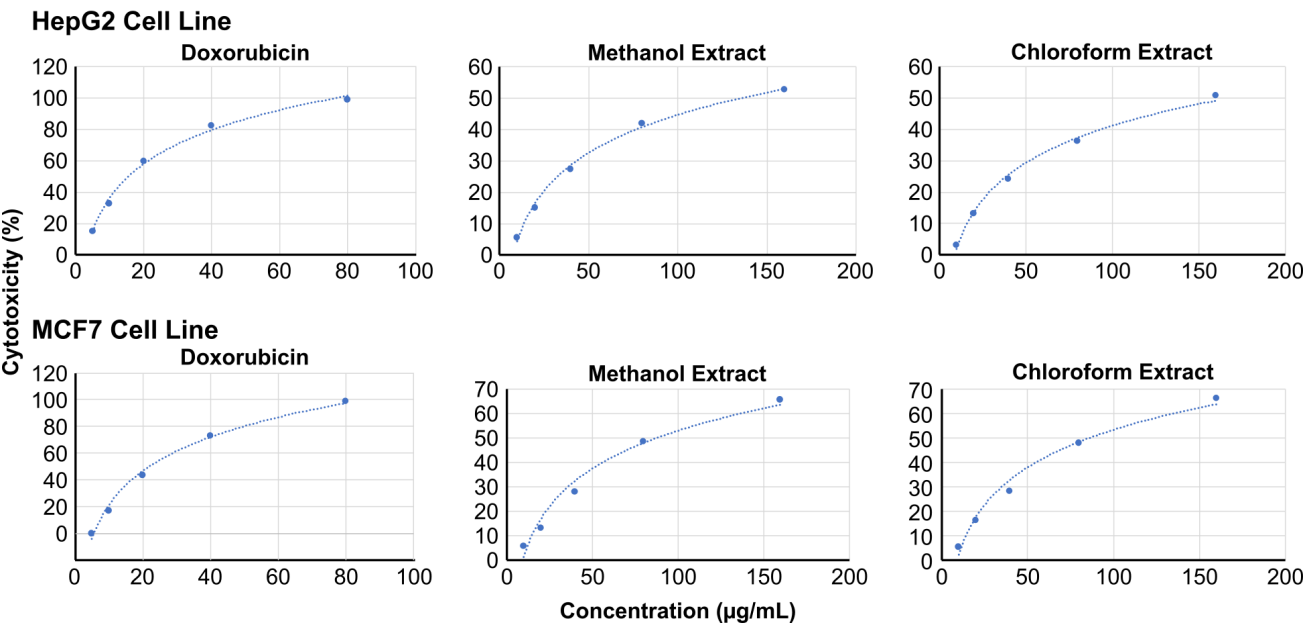 HepG2 Cell Line
Doxorubicin
120
100
80
60
40
20
0
0 20 40 60 80 100
Methanol Extract
60
50
40
30
20
10
0
0 50 100 150 200
Chloroform Extract
60
50
40
30
20
10
0
0 50 100 150 200
Cytotoxicity (%)
MCF7 Cell Line
Doxorubicin
120
100
80
60
40
20
0
0 20 40 60 80 100
Methanol Extract
70
60
50
40
30
20
10
0
0 50 100 150 200
Chloroform Extract
70
60
50
40
30
20
10
0
0 50 100 150 200
Concentration (µg/mL)